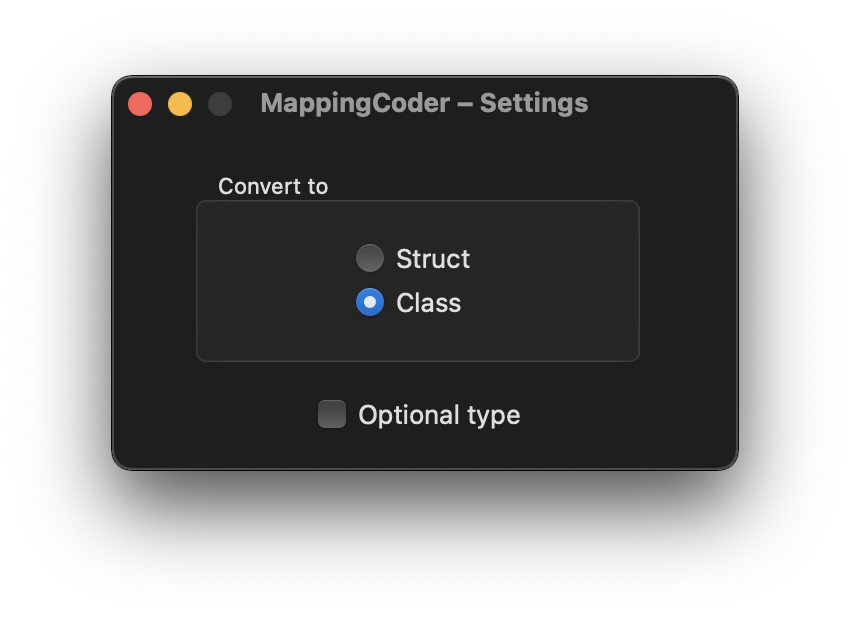 MappingCoder – Settings
Convert to
Struct
Class
Optional type